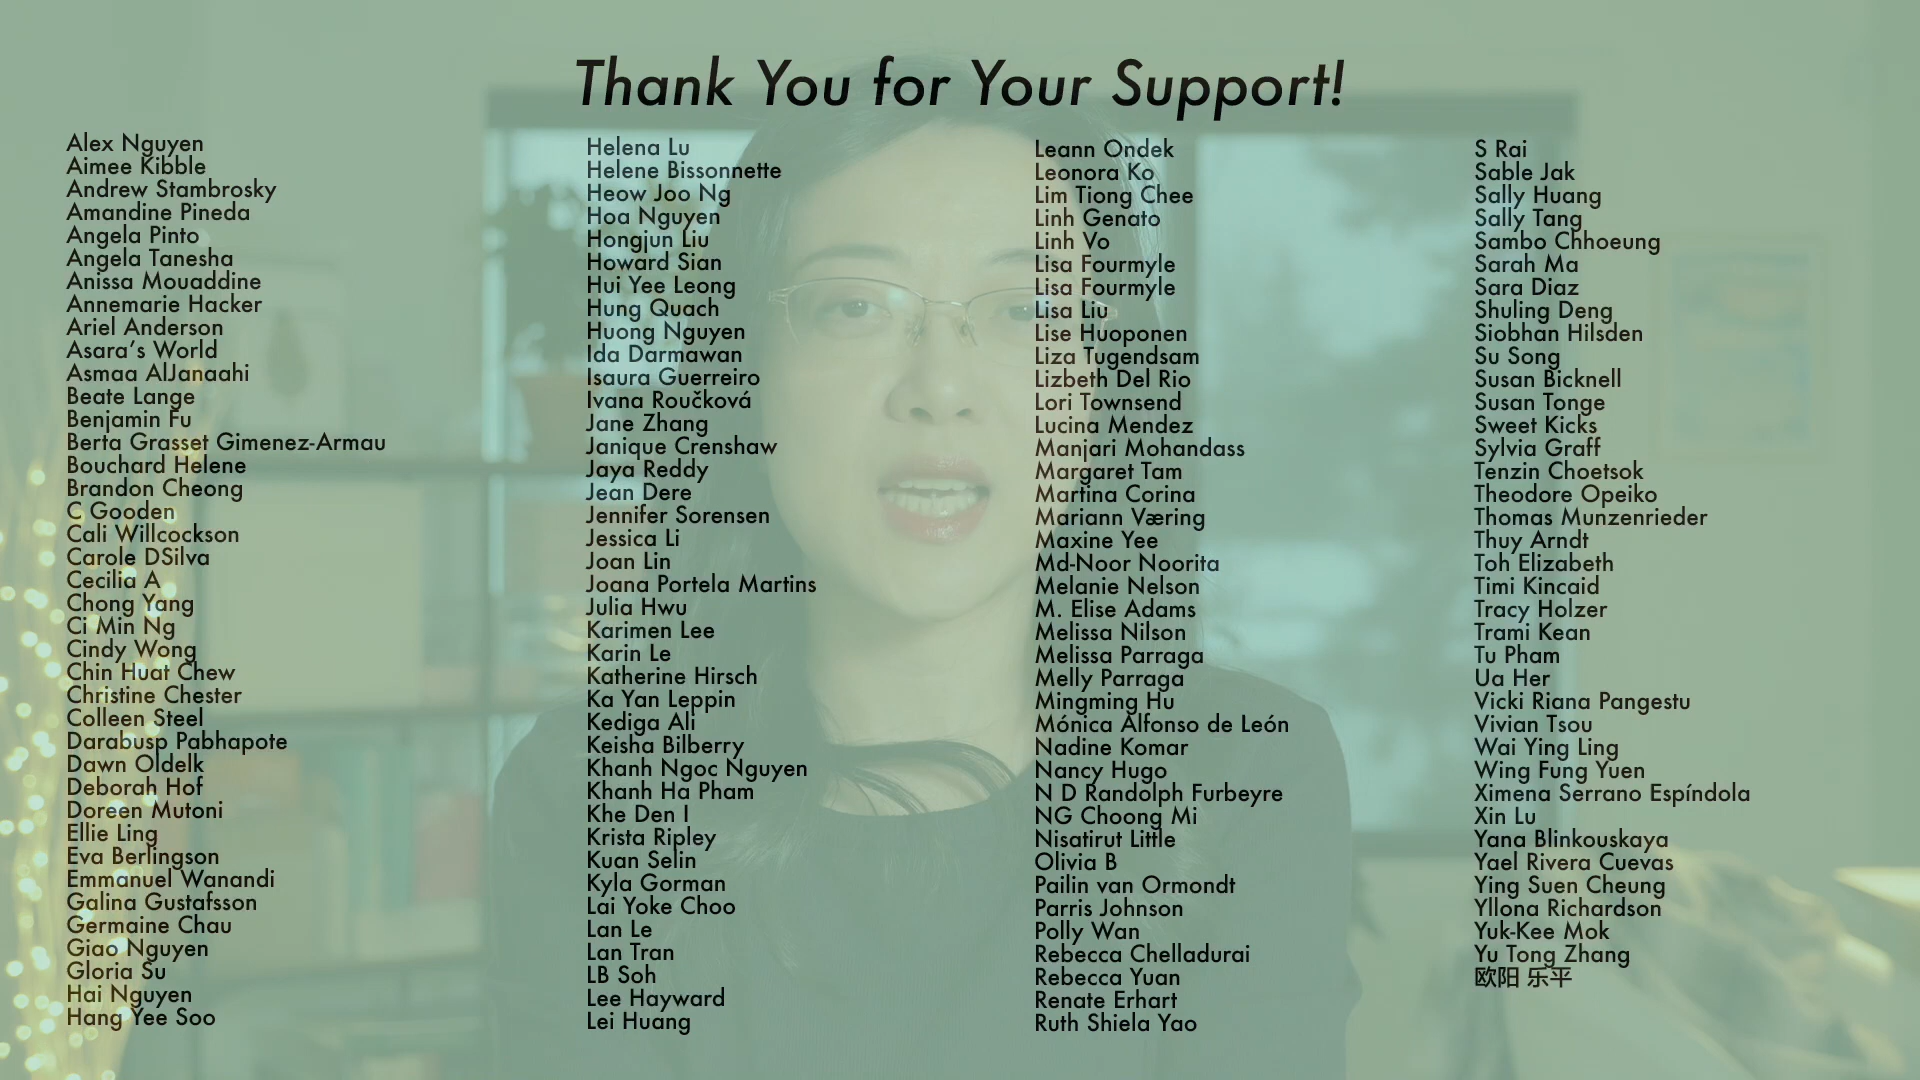 Thank You for Your Support!
Alex Nguyen
Aimee Kibble
Andrew Stambrosky
Amandine Pineda
Angela Pinto
Angela Tanesha
Anissa Mouaddine
Annemarie Hacker
Ariel Anderson
Asara's World
Asmaa AlJanaahi
Beate Lange
Benjamin Fu
Berta Grasset Gimenez-Armau
Bouchard Helene
Brandon Cheong
C Gooden
Cali Willcockson
Carole DSilva
Cecilia A
Chong Yang
Ci Min Ng
Cindy Wong
Chin Huat Chew
Christine Chester
Colleen Steel
Darabusp Pabhapote
Dawn Oldelk
Deborah Hof
Doreen Mutoni
Ellie Ling
Eva Berlingson
Emmanuel Wanandi
Galina Gustafsson
Germaine Chau
Giao Nguyen
Gloria Su
Hai Nguyen
Hang Yee Soo
Helena Lu
Helene Bissonnette
Heow Joo Ng
Hoa Nguyen
Hongjun Liu
Howard Sian
Hui Yee Leong
Hung Quach
Huong Nguyen
Ida Darmawan
Isaura Guerreiro
Ivana Roučková
Jane Zhang
Janique Crenshaw
Jaya Reddy
Jean Dere
Jennifer Sorensen
Jessica Li
Joan Lin
Joana Portela Martins
Julia Hwu
Karimen Lee
Karin Le
Katherine Hirsch
Ka Yan Leppin
Kediga Ali
Keisha Bilberry
Khanh Ngoc Nguyen
Khanh Ha Pham
Khe Den I
Krista Ripley
Kuan Selin
Kyla Gorman
Lai Yoke Choo
Lan Le
Lan Tran
LB Soh
Lee Hayward
Lei Huang
Leann Ondek
Leonora Ko
Lim Tiong Chee
Linh Genato
Linh Vo
Lisa Fourmyle
Lisa Fourmyle
Lisa Liu
Lise Huoponen
Liza Tugendsam
Lizbeth Del Rio
Lori Townsend
Lucina Mendez
Manjari Mohandass
Margaret Tam
Martina Corina
Mariann Væring
Maxine Yee
Md-Noor Noorita
Melanie Nelson
M. Elise Adams
Melissa Nilson
Melissa Parraga
Melly Parraga
Mingming Hu
Mónica Alfonso de León
Nadine Komar
Nancy Hugo
N D Randolph Furbeyre
NG Choong Mi
Nisatirut Little
Olivia B
Pailin van Ormondt
Parris Johnson
Polly Wan
Rebecca Chelladurai
Rebecca Yuan
Renate Erhart
Ruth Shiela Yao
S Rai
Sable Jak
Sally Huang
Sally Tang
Sambo Chhoeung
Sarah Ma
Sara Diaz
Shuling Deng
Siobhan Hilsden
Su Song
Susan Bicknell
Susan Tonge
Sweet Kicks
Sylvia Graff
Tenzin Choetsok
Theodore Opeiko
Thomas Munzenrieder
Thuy Arndt
Toh Elizabeth
Timi Kincaid
Tracy Holzer
Trami Kean
Tu Pham
Ua Her
Vicki Riana Pangestu
Vivian Tsou
Wai Ying Ling
Wing Fung Yuen
Ximena Serrano Espíndola
Xin Lu
Yana Blinkouskaya
Yael Rivera Cuevas
Ying Suen Cheung
Yllona Richardson
Yuk-Kee Mok
Yu Tong Zhang
欧阳 乐平